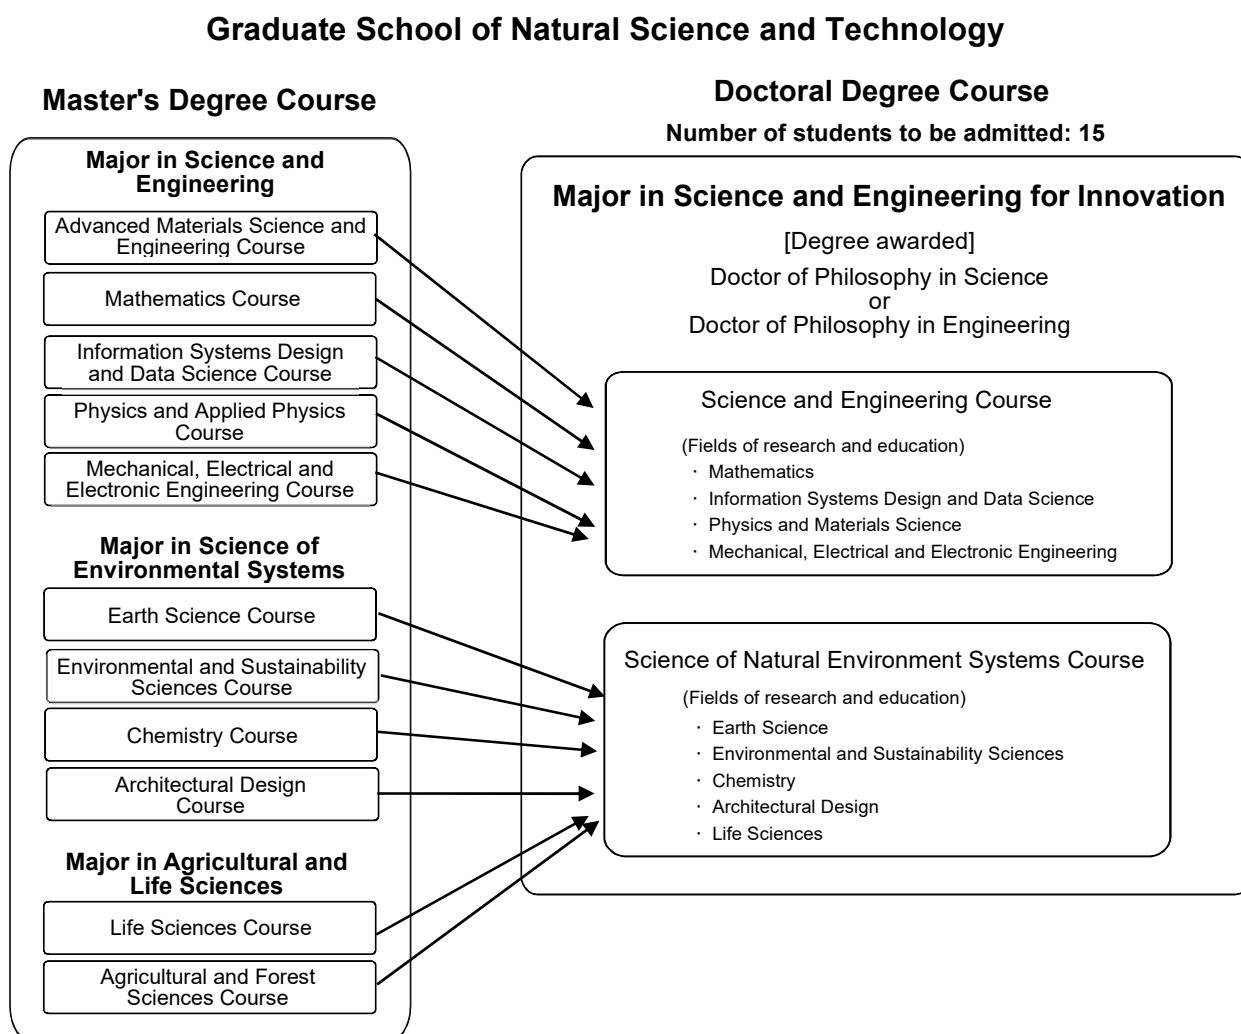 Graduate School of Natural Science and Technology
Master's Degree Course
Major in Science and
Engineering
Advanced Materials Science and
Engineering Course
Mathematics Course
Information Systems Design
and Data Science Course
Physics and Applied Physics
Course
Mechanical, Electrical and
Electronic Engineering Course
Major in Science of
Environmental Systems
Earth Science Course
Environmental and Sustainability
Sciences Course
Chemistry Course
Architectural Design
Course
Major in Agricultural and
Life Sciences
Life Sciences Course
Agricultural and Forest
Sciences Course
Doctoral Degree Course
Number of students to be admitted: 15
Major in Science and Engineering for Innovation
[Degree awarded]
Doctor of Philosophy in Science
or
Doctor of Philosophy in Engineering
Science and Engineering Course
(Fields of research and education)
・ Mathematics
・ Information Systems Design and Data Science
・ Physics and Materials Science
・ Mechanical, Electrical and Electronic Engineering
Science of Natural Environment Systems Course
(Fields of research and education)
・ Earth Science
・ Environmental and Sustainability Sciences
・ Chemistry
・ Architectural Design
・ Life Sciences